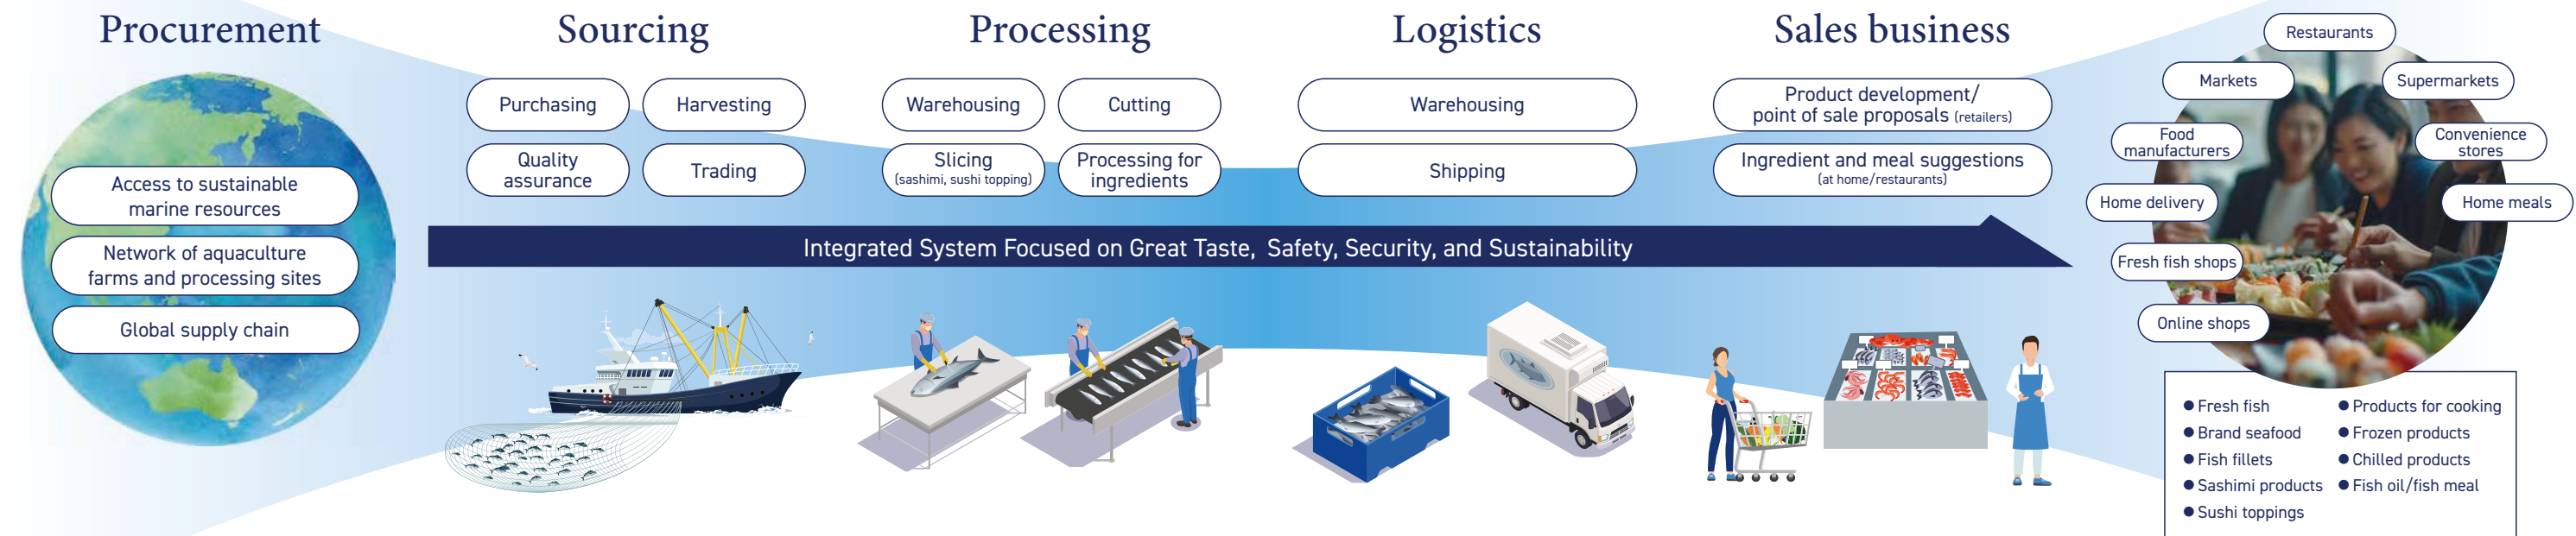 Procurement
Access to sustainable
marine resources
Network of aquaculture
farms and processing sites
Global supply chain
Sourcing
Purchasing
Harvesting
Quality
assurance
Trading
Processing
Warehousing
Cutting
Slicing
(sashimi, sushi topping)
Processing for
ingredients
Logistics
Warehousing
Shipping
Sales business
Product development/
point of sale proposals (retailers)
Ingredient and meal suggestions
(at home/restaurants)
Integrated System Focused on Great Taste, Safety, Security, and Sustainability
Restaurants
Markets
Supermarkets
Food
manufacturers
Convenience
stores
Home delivery
Home meals
Fresh fish shops
Online shops
● Fresh fish
● Brand seafood
● Fish fillets
● Sashimi products
● Sushi toppings
● Products for cooking
● Frozen products
● Chilled products
● Fish oil/fish meal